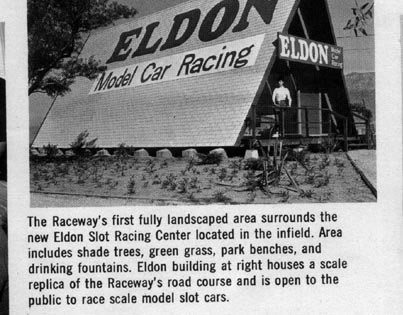 ELDON
Model Car Racing
ELDON
The Raceway's first fully landscaped area surrounds the
new Eldon Slot Racing Center located in the infield. Area
includes shade trees, green grass, park benches, and
drinking fountains. Eldon building at right houses a scale
replica of the Raceway's road course and is open to the
public to race scale model slot cars.